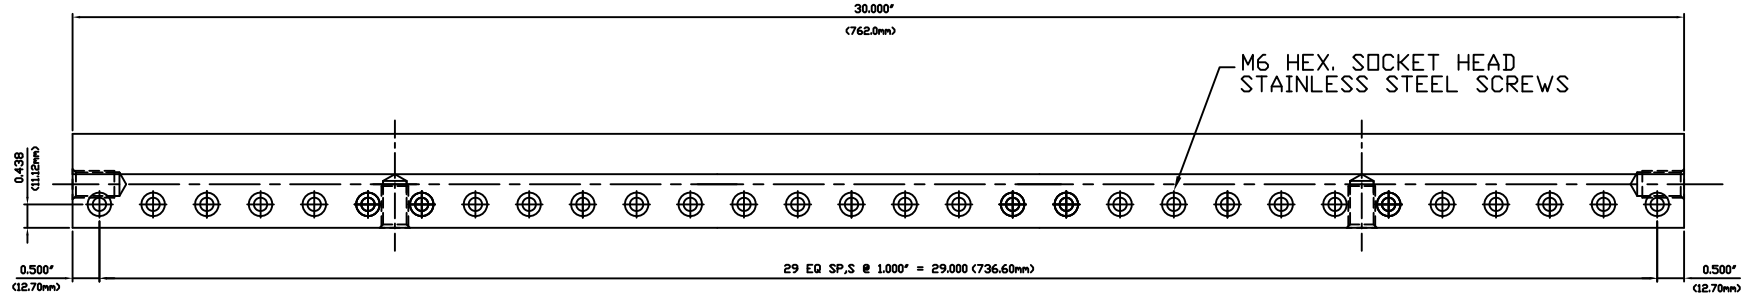 30.000"
(762.0mm)
M6 HEX. SOCKET HEAD
STAINLESS STEEL SCREWS
0.438
(11.12mm)
0.500"
(12.70mm)
29 EQ SP,S @ 1.000" = 29.000 (736.60mm)
0.500"
(12.70mm)